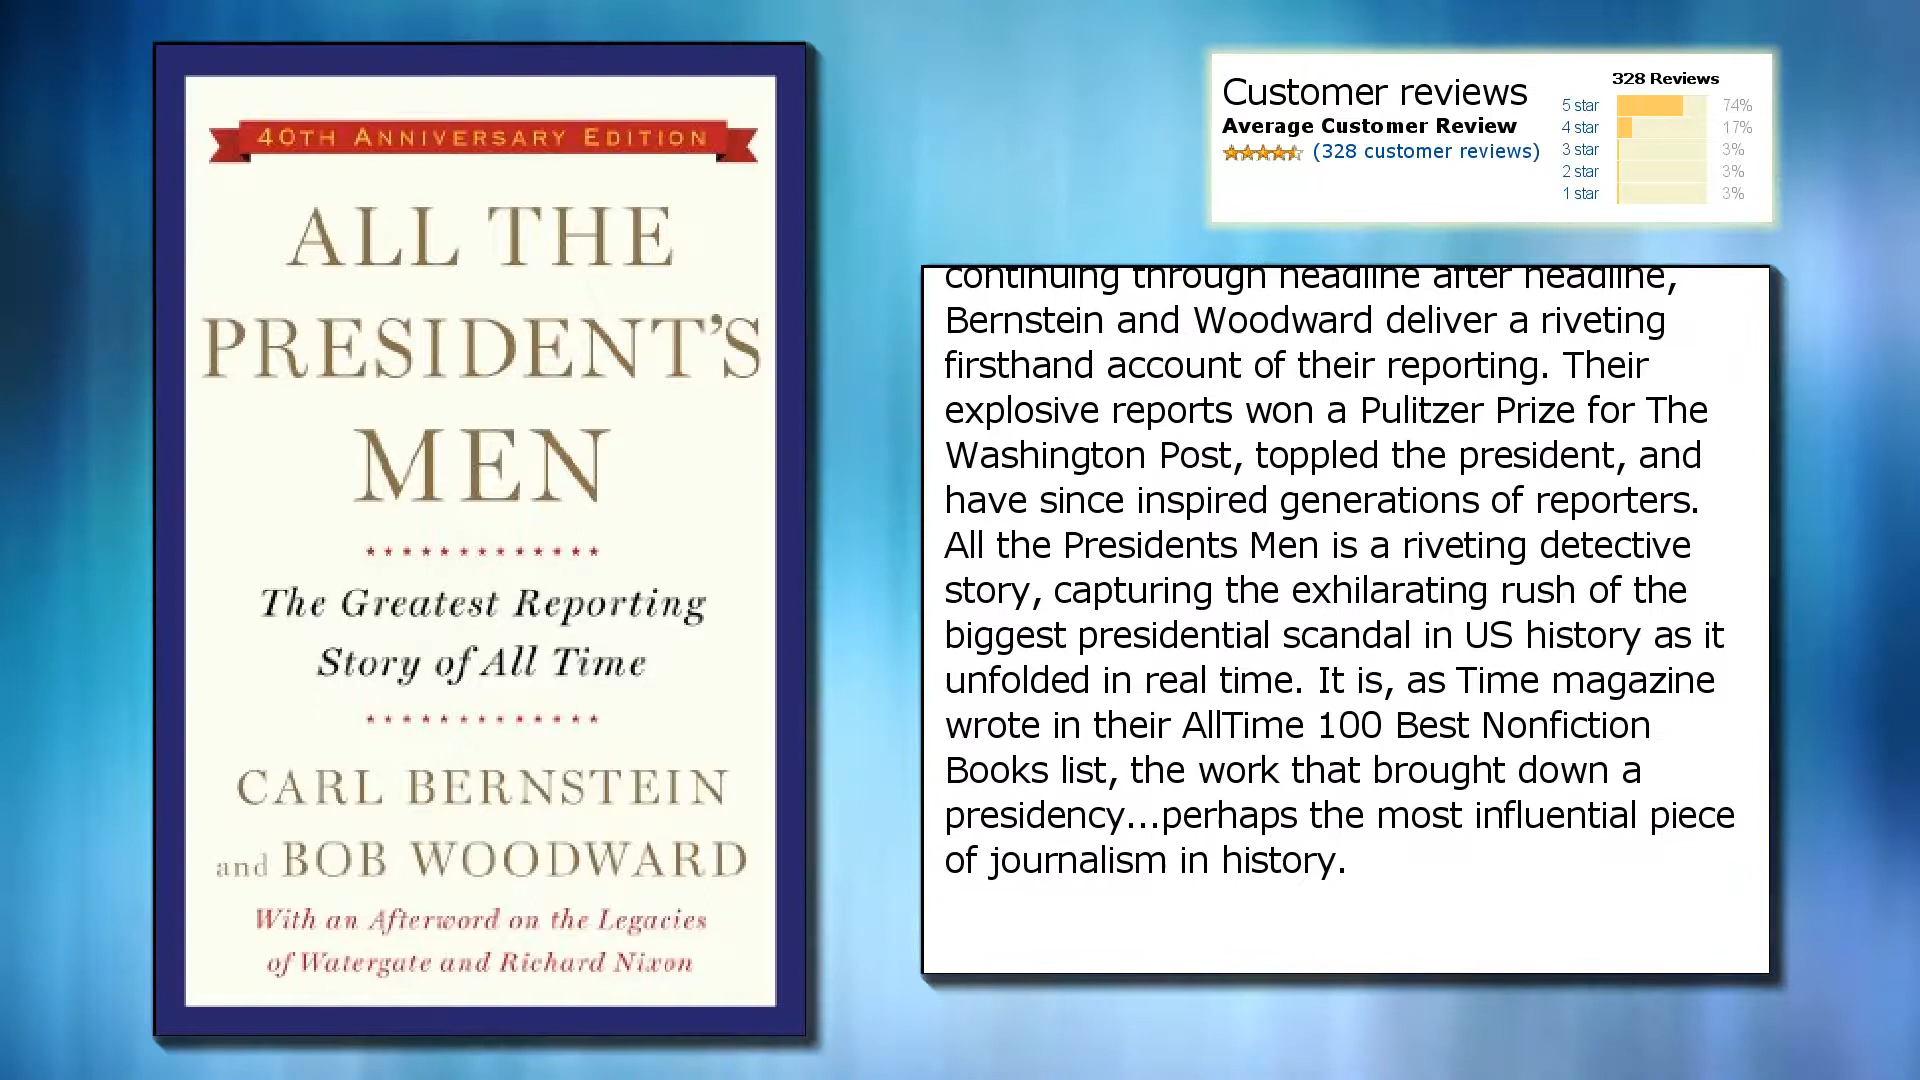 40TH ANNIVERSARY EDITION
ALL THE
PRESIDENT'S
MEN
The Greatest Reporting
Story of All Time
CARL BERNSTEIN
and BOB WOODWARD
With an Afterword on the Legacies
of Watergate and Richard Nixon
Customer reviews
Average Customer Review
(328 customer reviews)
328 Reviews
5 star 74%
4 star 17%
3 star 3%
2 star 3%
1 star 3%
continuing through headline after headline,
Bernstein and Woodward deliver a riveting
firsthand account of their reporting. Their
explosive reports won a Pulitzer Prize for The
Washington Post, toppled the president, and
have since inspired generations of reporters.
All the Presidents Men is a riveting detective
story, capturing the exhilarating rush of the
biggest presidential scandal in US history as it
unfolded in real time. It is, as Time magazine
wrote in their AllTime 100 Best Nonfiction
Books list, the work that brought down a
presidency...perhaps the most influential piece
of journalism in history.